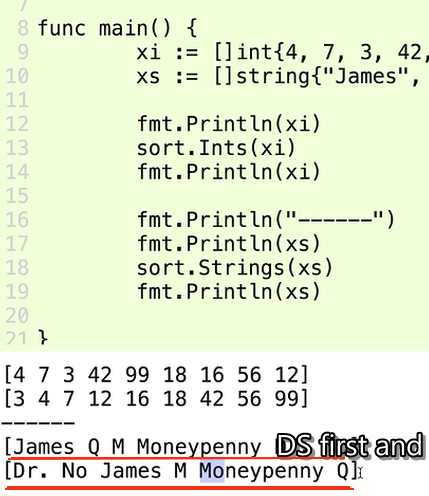 7
8 func main() {
9 xi := []int{4, 7, 3, 42,
10 xs := []string{"James",
11
12 fmt.Println(xi)
13 sort.Ints(xi)
14 fmt.Println(xi)
15
16 fmt.Println("------")
17 fmt.Println(xs)
18 sort.Strings(xs)
19 fmt.Println(xs)
20
21 }
[4 7 3 42 99 18 16 56 12]
[3 4 7 12 16 18 42 56 99]
------
[James Q M Moneypenny DS first and
[Dr. No James M Moneypenny Q]